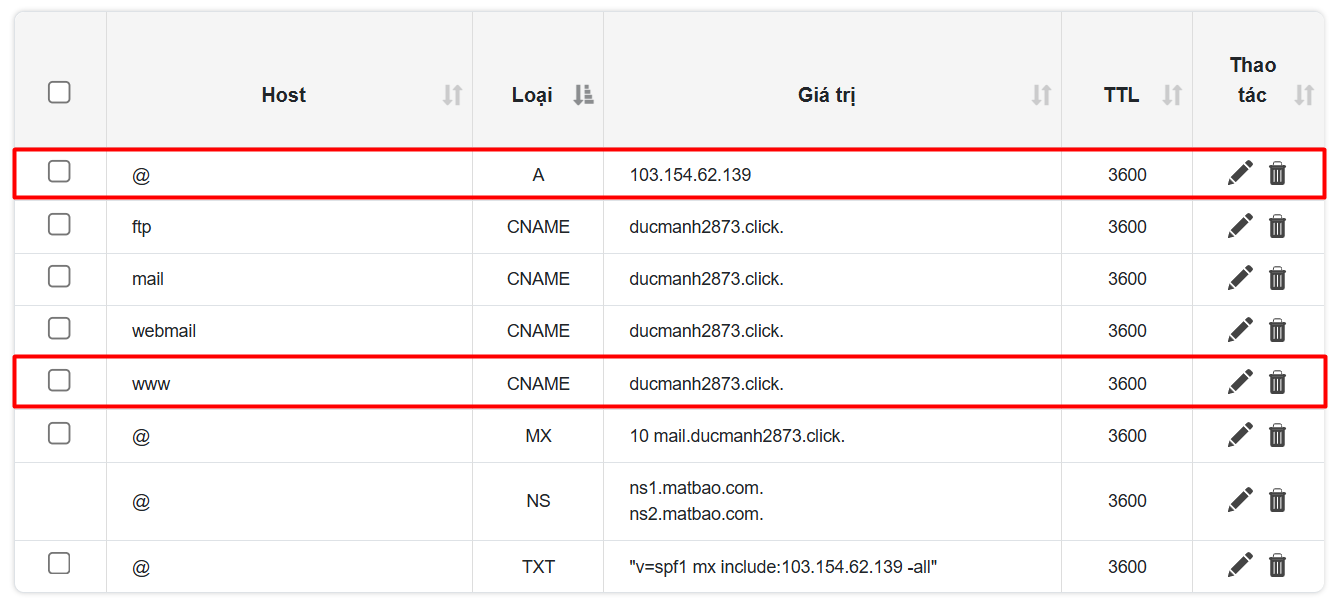 Host Loại Giá trị TTL Thao tác
@ A 103.154.62.139 3600
ftp CNAME ducmanh2873.click. 3600
mail CNAME ducmanh2873.click. 3600
webmail CNAME ducmanh2873.click. 3600
www CNAME ducmanh2873.click. 3600
@ MX 10 mail.ducmanh2873.click. 3600
@ NS ns1.matbao.com. 3600
ns2.matbao.com.
@ TXT "v=spf1 mx include:103.154.62.139 -all" 3600